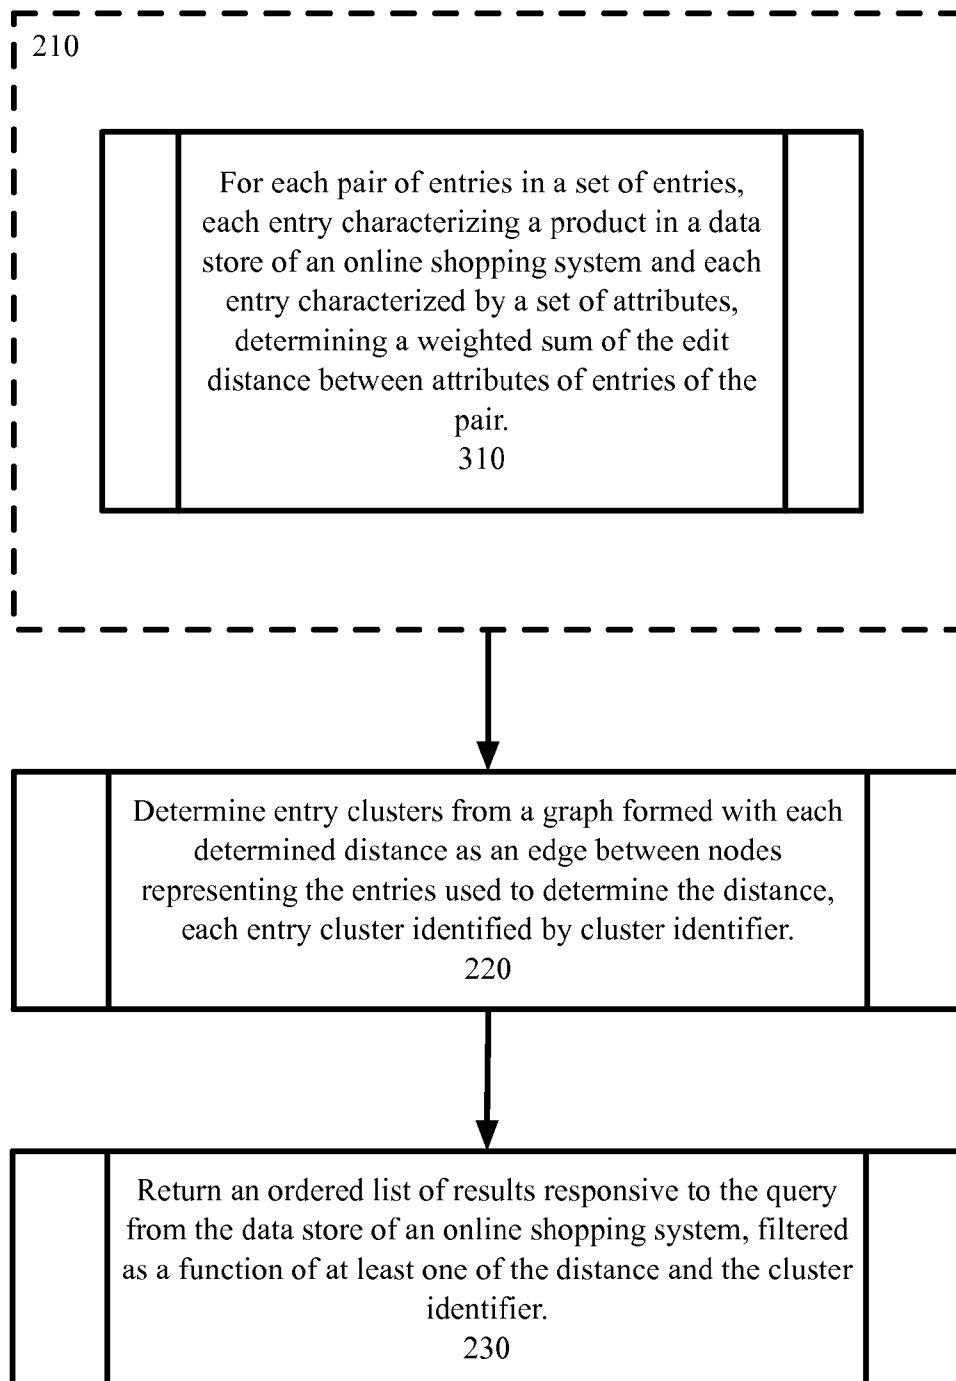 210
For each pair of entries in a set of entries,
each entry characterizing a product in a data
store of an online shopping system and each
entry characterized by a set of attributes,
determining a weighted sum of the edit
distance between attributes of entries of the
pair.
310
Determine entry clusters from a graph formed with each
determined distance as an edge between nodes
representing the entries used to determine the distance,
each entry cluster identified by cluster identifier.
220
Return an ordered list of results responsive to the query
from the data store of an online shopping system, filtered
as a function of at least one of the distance and the cluster
identifier.
230